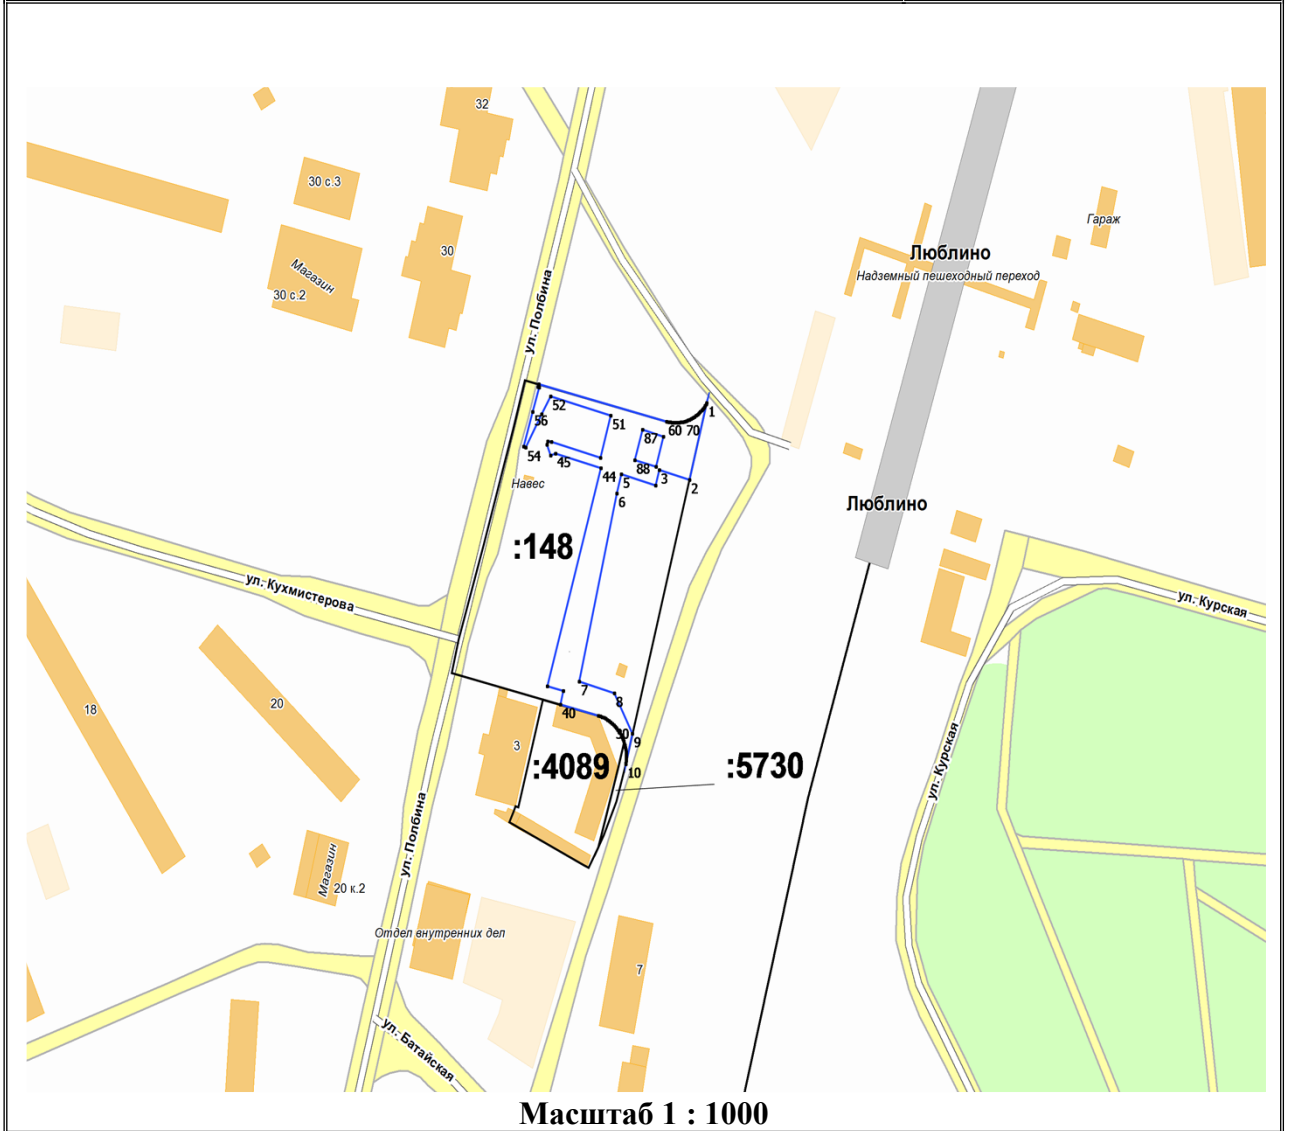 32
30 с.3
Гараж
30
Люблино
Надземный пешеходный переход
Магазин
30 с.2
ул. Полбина
52
56
51
60 70
1
87
54
45
88
3
44
5
2
Навес
6
Люблино
:148
ул. Кухмистерова
ул. Курская
7
8
20
18
40
30
9
3
:4089
:5730
10
ул. Курская
ул. Полбина
Магазин
20 к.2
Отдел внутренних дел
7
ул. Батайская
Масштаб 1 : 1000